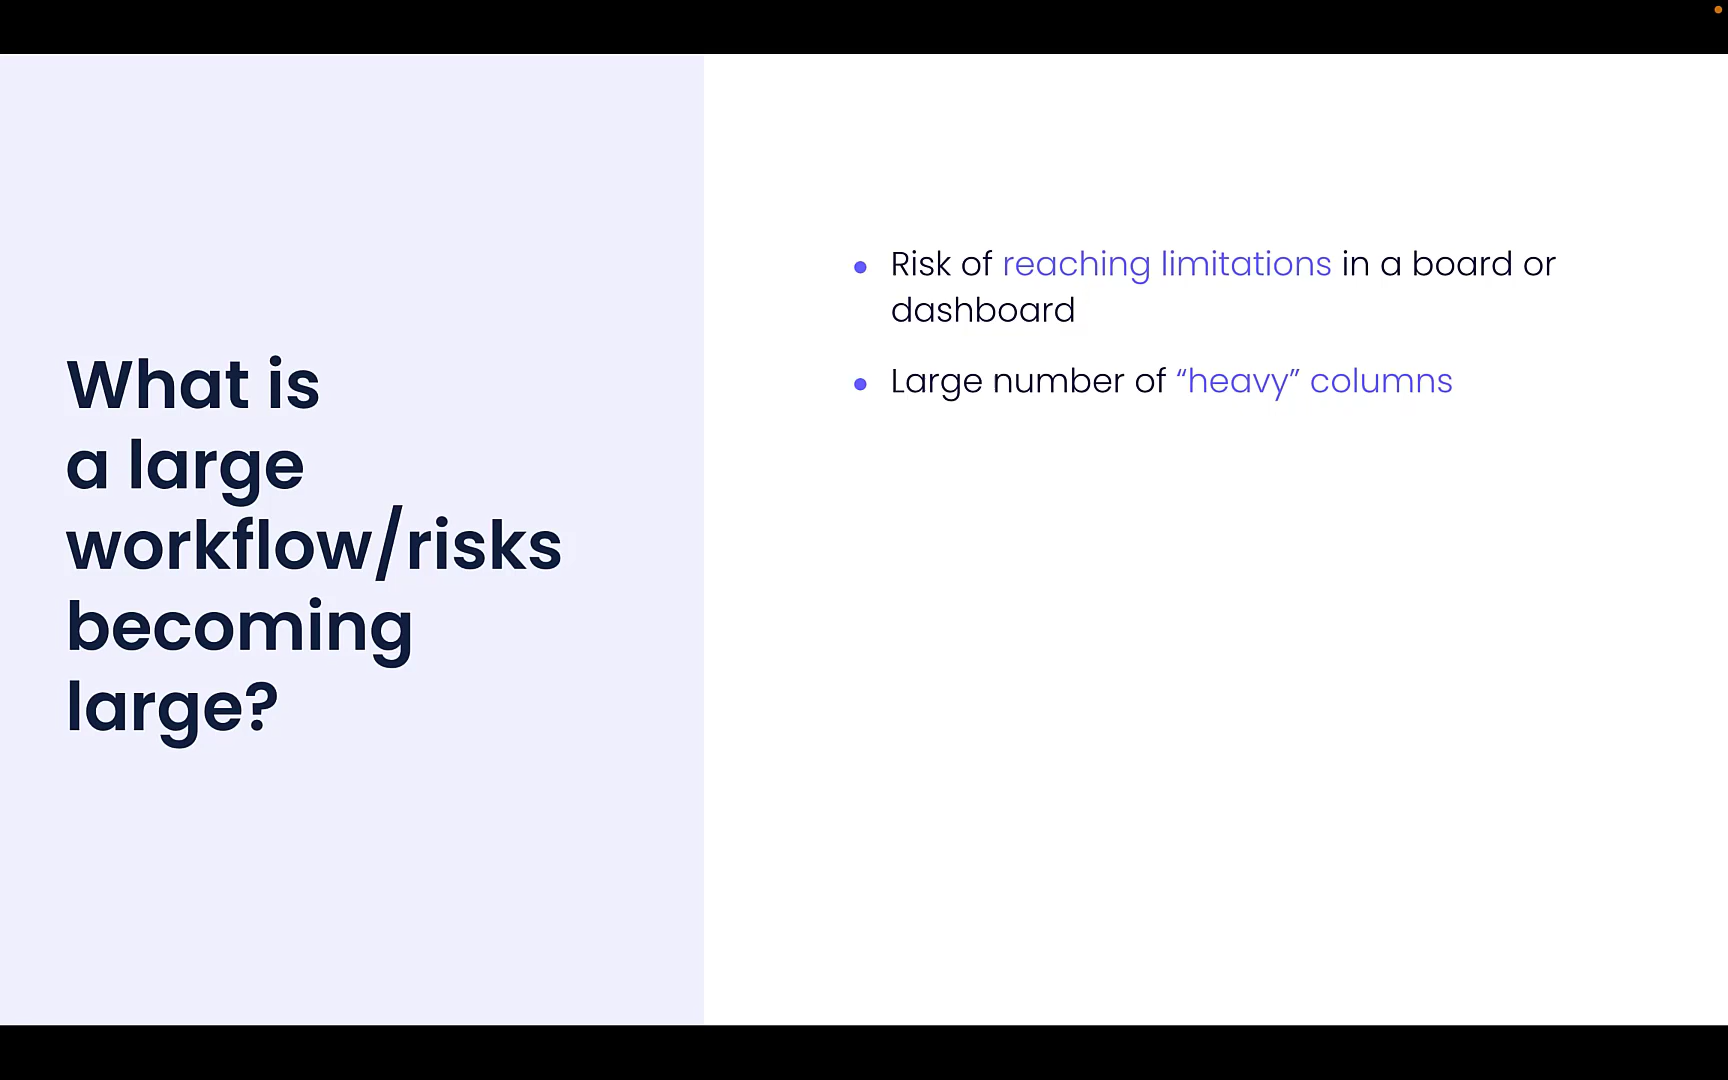 What is
a large
workflow/risks
becoming
large?
• Risk of reaching limitations in a board or
dashboard
• Large number of “heavy” columns